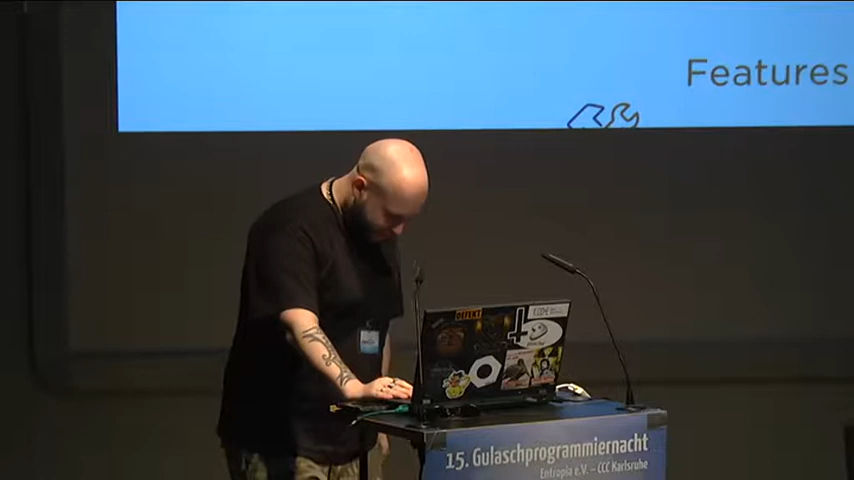 Features
DEFEKT
15. Gulaschprogrammiernacht
Entropia e.V. – CCC Karlsruhe